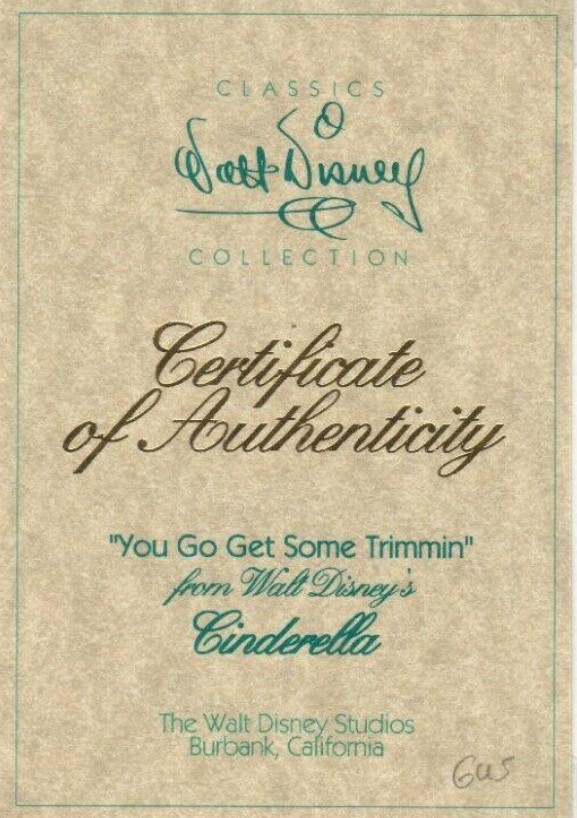 CLASSICS
Walt Disney
COLLECTION
Certificate
of Authenticity
"You Go Get Some Trimmin"
from Walt Disney's
Cinderella
The Walt Disney Studios
Burbank, California
Gus